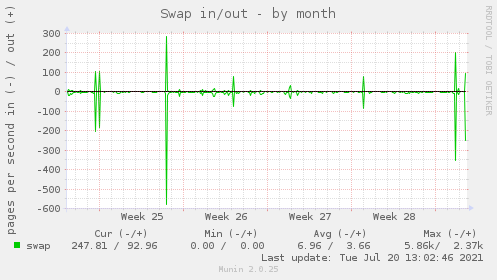 Swap in/out - by month
RRDTOOL / TOBI OETIKER
pages per second in (-) / out (+)
300
200
100
0
-100
-200
-300
-400
-500
-600
Week 25 Week 26 Week 27 Week 28
Cur (-/+) Min (-/+) Avg (-/+) Max (-/+)
swap 247.81 / 92.96 0.00 / 0.00 6.96 / 3.66 5.86k/ 2.37k
Last update: Tue Jul 20 13:02:46 2021
Munin 2.0.25